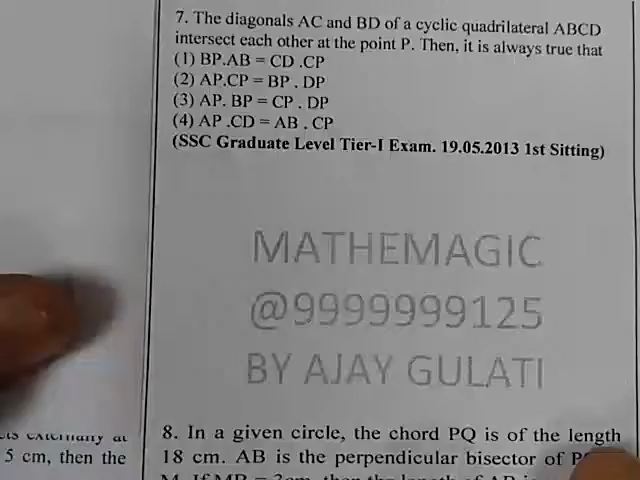 7. The diagonals AC and BD of a cyclic quadrilateral ABCD
intersect each other at the point P. Then, it is always true that
(1) BP.AB = CD .CP
(2) AP.CP = BP . DP
(3) AP. BP = CP . DP
(4) AP .CD = AB . CP
(SSC Graduate Level Tier-I Exam. 19.05.2013 1st Sitting)
MATHEMAGIC
@9999999125
BY AJAY GULATI
at
5 cm, then the
8. In a given circle, the chord PQ is of the length
18 cm. AB is the perpendicular bisector of